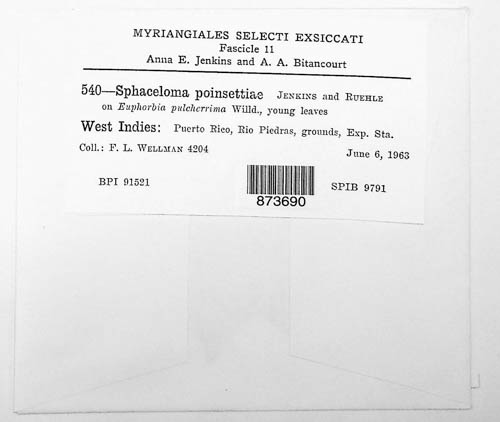 MYRIANGIALES SELECTI EXSICCATI
Fascicle 11
Anna E. Jenkins and A. A. Bitancourt
540—Sphaceloma poinsettiae JENKINS and RUEHLE
on Euphorbia pulcherrima Willd., young leaves
West Indies: Puerto Rico, Rio Piedras, grounds, Exp. Sta.
Coll.: F. L. WELLMAN 4204 June 6, 1963
BPI 91521 SPIB 9791
873690